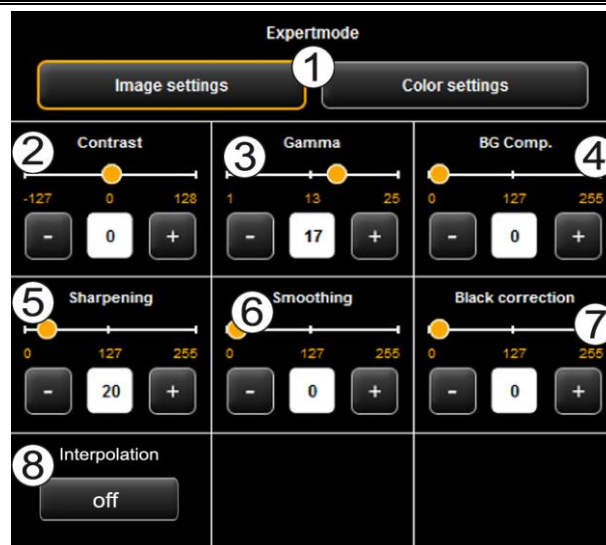 Expertmode
1
Image settings Color settings
2 Contrast 3 Gamma BG Comp. 4
-127 0 128 1 13 25 0 127 255
- 0 + - 17 + - 0 +
5 Sharpening 6 Smoothing Black correction 7
0 127 255 0 127 255 0 127 255
- 20 + - 0 + - 0 +
8 Interpolation
off